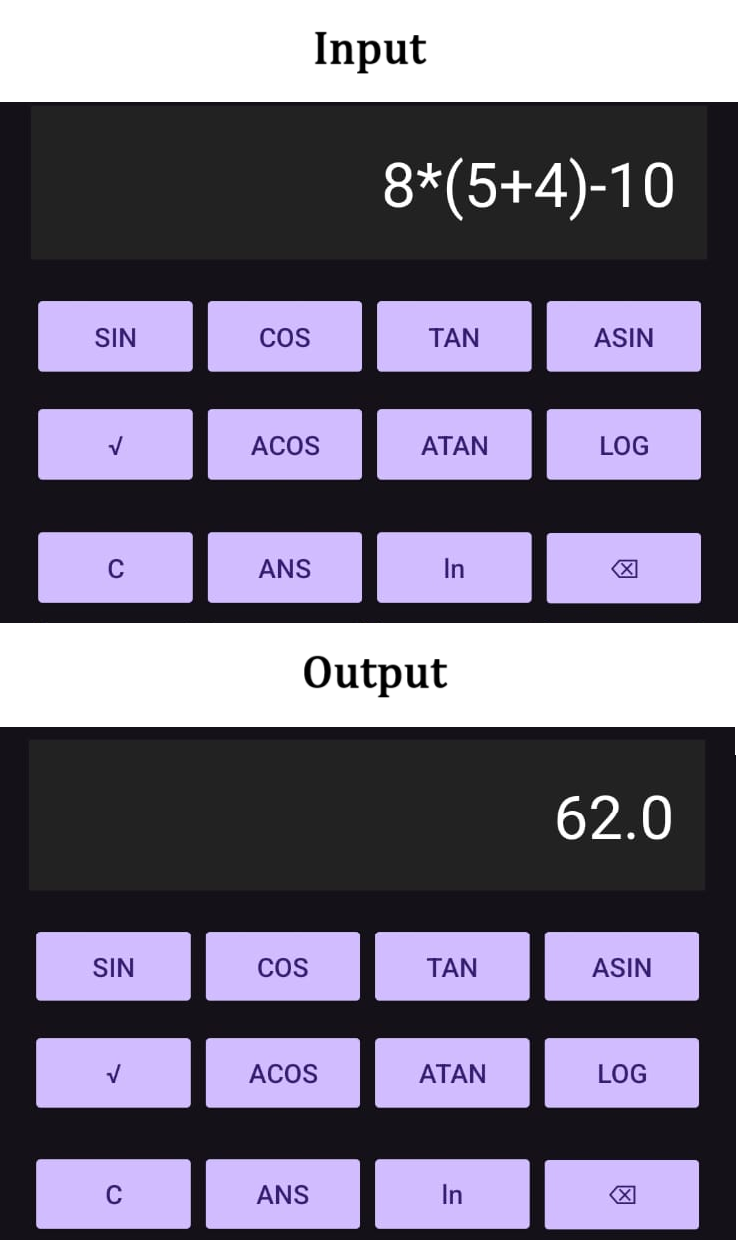 Input
8*(5+4)-10
SIN COS TAN ASIN
√ ACOS ATAN LOG
C ANS ln ⌫
Output
62.0
SIN COS TAN ASIN
√ ACOS ATAN LOG
C ANS ln ⌫